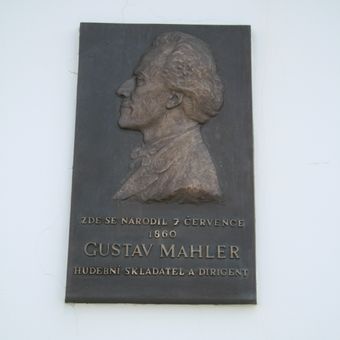 ZDE SE NARODIL 7 ČERVENCE
1860
GUSTAV MAHLER
HUDEBNÍ SKLADATEL A DIRIGENT